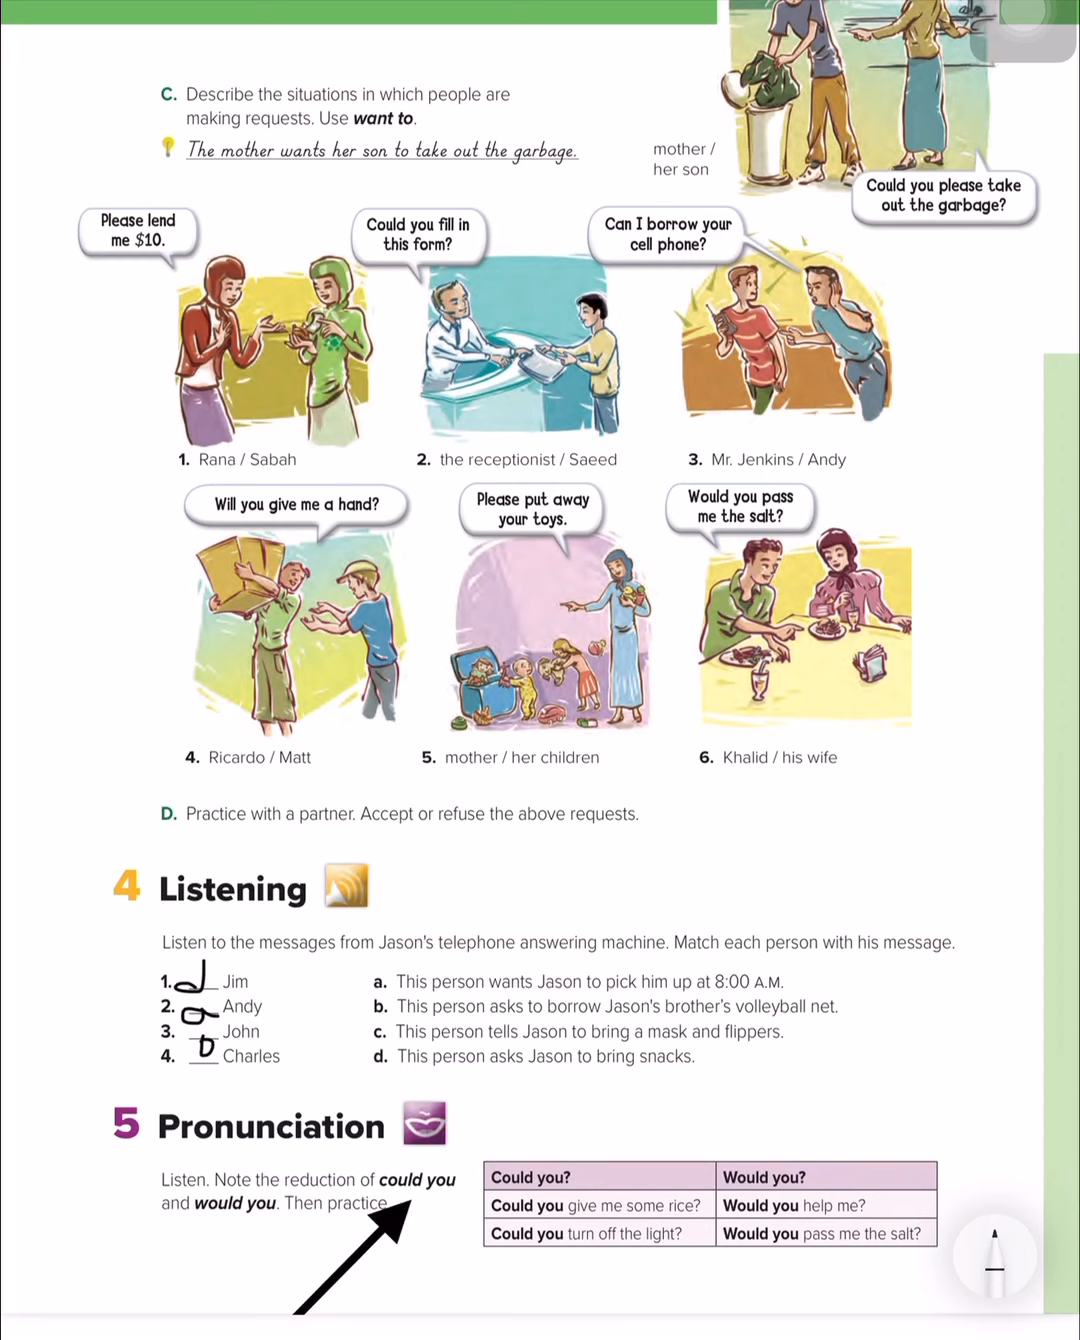 C. Describe the situations in which people are
making requests. Use want to.
The mother wants her son to take out the garbage.
mother /
her son
Could you please take
out the garbage?
Please lend
me $10.
Could you fill in
this form?
Can I borrow your
cell phone?
1. Rana / Sabah
2. the receptionist / Saeed
3. Mr. Jenkins / Andy
Will you give me a hand?
Please put away
your toys.
Would you pass
me the salt?
4. Ricardo / Matt
5. mother / her children
6. Khalid / his wife
D. Practice with a partner. Accept or refuse the above requests.
4 Listening
Listen to the messages from Jason's telephone answering machine. Match each person with his message.
1. d Jim
2. a Andy
3. John
4. b Charles
a. This person wants Jason to pick him up at 8:00 A.M.
b. This person asks to borrow Jason's brother's volleyball net.
c. This person tells Jason to bring a mask and flippers.
d. This person asks Jason to bring snacks.
5 Pronunciation
Listen. Note the reduction of could you
and would you. Then practice
Could you? Would you?
Could you give me some rice? Would you help me?
Could you turn off the light? Would you pass me the salt?